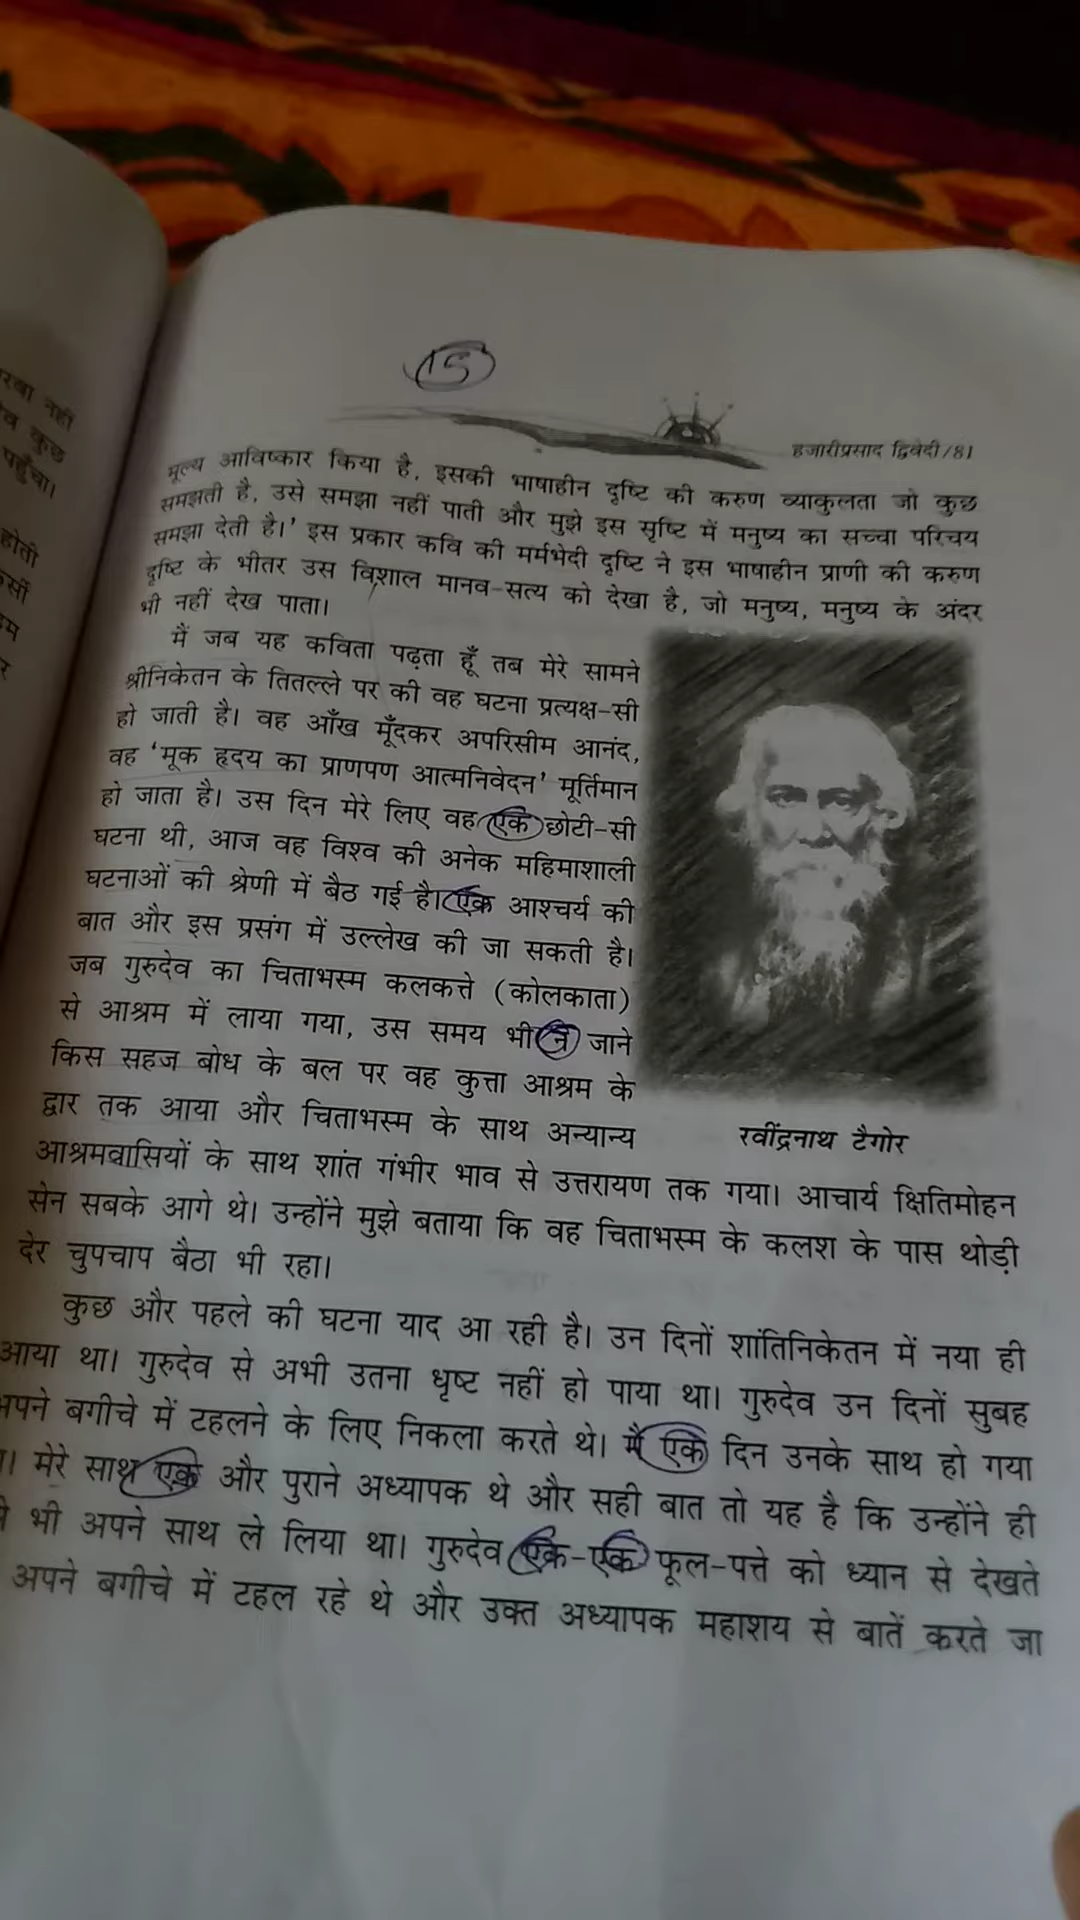 रवा नहीं
व कुछ
पहुँचा।
होती
र्सी
र
15
हजारीप्रसाद द्विवेदी/81
मूल्य आविष्कार किया है, इसकी भाषाहीन दृष्टि की करुण व्याकुलता जो कुछ
समझती है, उसे समझा नहीं पाती और मुझे इस सृष्टि में मनुष्य का सच्चा परिचय
समझा देती है।' इस प्रकार कवि की मर्मभेदी दृष्टि ने इस भाषाहीन प्राणी की करुण
दृष्टि के भीतर उस विशाल मानव-सत्य को देखा है, जो मनुष्य, मनुष्य के अंदर
भी नहीं देख पाता।
मैं जब यह कविता पढ़ता हूँ तब मेरे सामने
श्रीनिकेतन के तितल्ले पर की वह घटना प्रत्यक्ष-सी
हो जाती है। वह आँख मूँदकर अपरिसीम आनंद,
वह 'मूक हृदय का प्राणपण आत्मनिवेदन' मूर्तिमान
हो जाता है। उस दिन मेरे लिए वह एक छोटी-सी
घटना थी, आज वह विश्व की अनेक महिमाशाली
घटनाओं की श्रेणी में बैठ गई है। एक आश्चर्य की
बात और इस प्रसंग में उल्लेख की जा सकती है।
जब गुरुदेव का चिताभस्म कलकत्ते (कोलकाता)
से आश्रम में लाया गया, उस समय भी न जाने
किस सहज बोध के बल पर वह कुत्ता आश्रम के
द्वार तक आया और चिताभस्म के साथ अन्यान्य
रवींद्रनाथ टैगोर
आश्रमवासियों के साथ शांत गंभीर भाव से उत्तरायण तक गया। आचार्य क्षितिमोहन
सेन सबके आगे थे। उन्होंने मुझे बताया कि वह चिताभस्म के कलश के पास थोड़ी
देर चुपचाप बैठा भी रहा।
कुछ और पहले की घटना याद आ रही है। उन दिनों शांतिनिकेतन में नया ही
आया था। गुरुदेव से अभी उतना धृष्ट नहीं हो पाया था। गुरुदेव उन दिनों सुबह
अपने बगीचे में टहलने के लिए निकला करते थे। मैं एक दिन उनके साथ हो गया
। मेरे साथ एक और पुराने अध्यापक थे और सही बात तो यह है कि उन्होंने ही
भी अपने साथ ले लिया था। गुरुदेव एक-एक फूल-पत्ते को ध्यान से देखते
अपने बगीचे में टहल रहे थे और उक्त अध्यापक महाशय से बातें करते जा